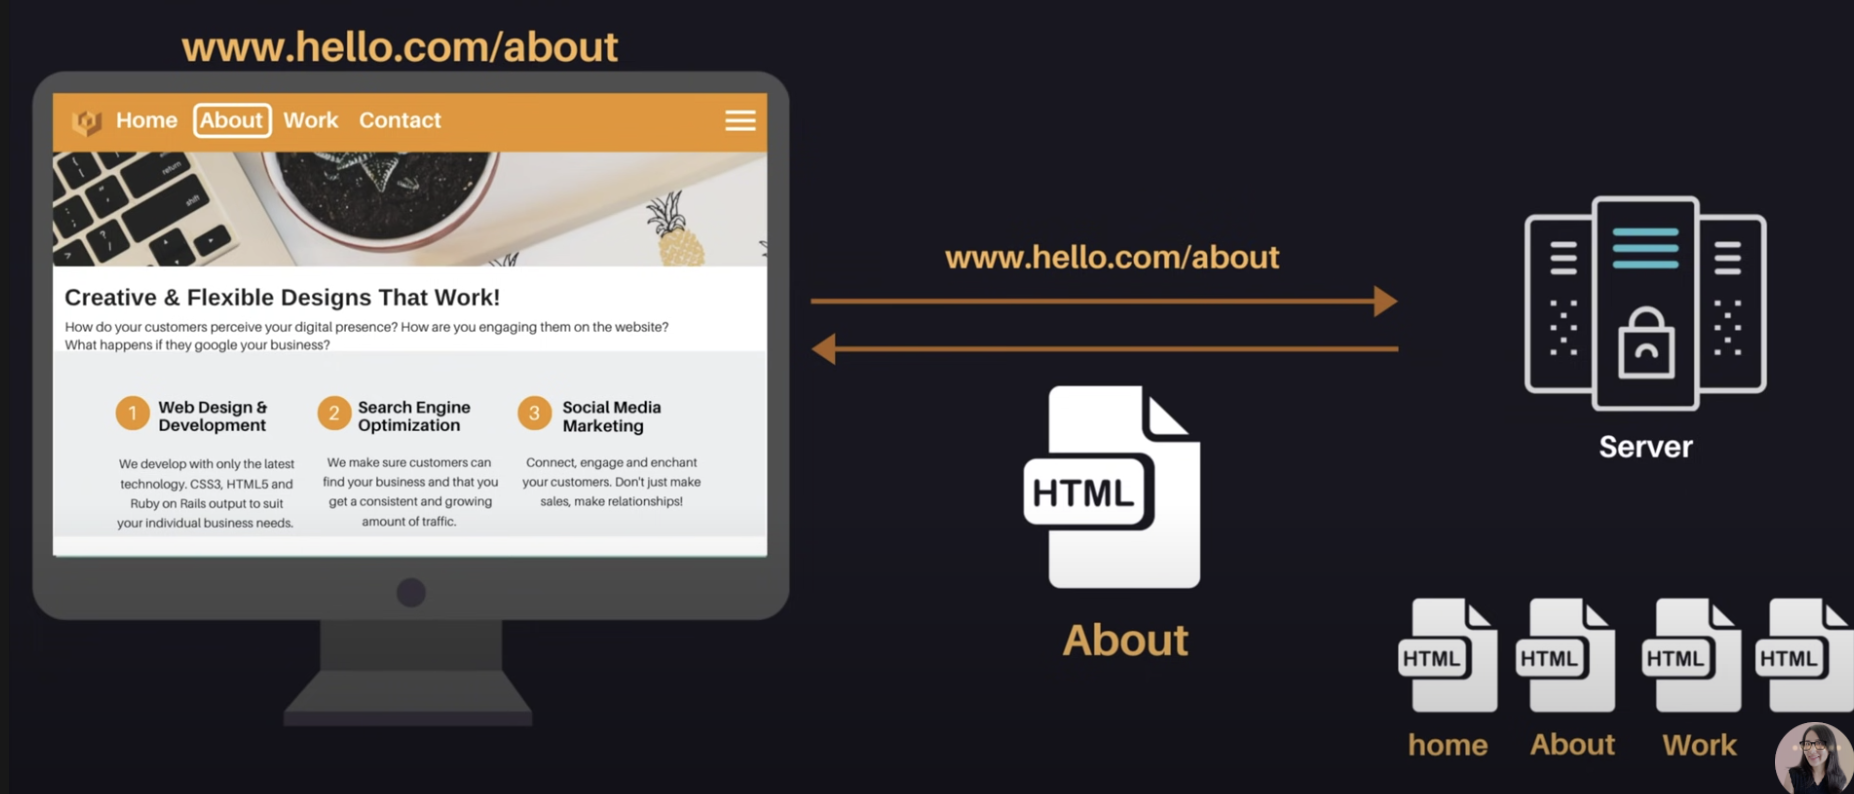 www.hello.com/about
Home About Work Contact
return
shift
Creative & Flexible Designs That Work!
How do your customers perceive your digital presence? How are you engaging them on the website?
What happens if they google your business?
1 Web Design &
Development
We develop with only the latest
technology. CSS3, HTML5 and
Ruby on Rails output to suit
your individual business needs.
2 Search Engine
Optimization
We make sure customers can
find your business and that you
get a consistent and growing
amount of traffic.
3 Social Media
Marketing
Connect, engage and enchant
your customers. Don't just make
sales, make relationships!
www.hello.com/about
HTML
About
Server
HTML HTML HTML HTML
home About Work